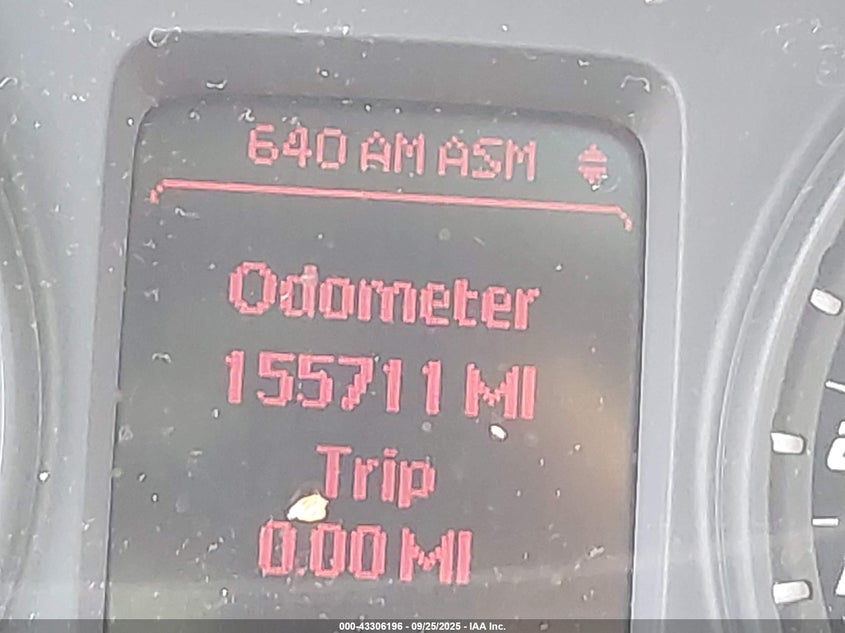 640 AM ASM
Odometer
155711 MI
Trip
0.00 MI
000-43306196 - 09/25/2025 - IAA Inc.